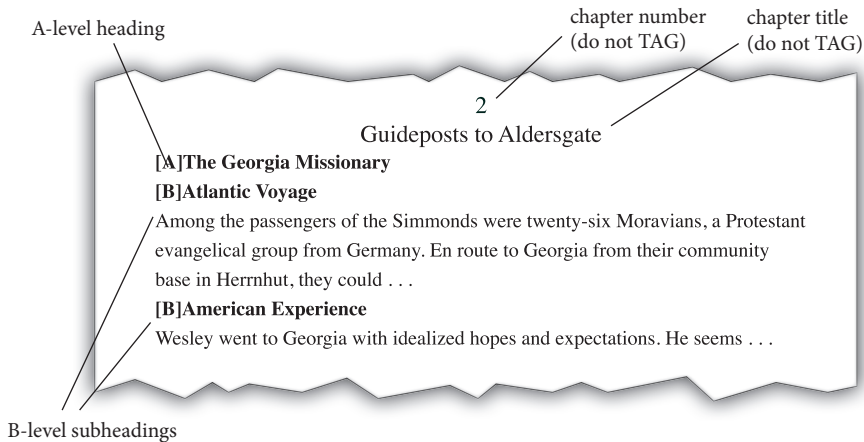 A-level heading
chapter number
(do not TAG)
chapter title
(do not TAG)
2
Guideposts to Aldersgate
[A]The Georgia Missionary
[B]Atlantic Voyage
Among the passengers of the Simmonds were twenty-six Moravians, a Protestant
evangelical group from Germany. En route to Georgia from their community
base in Herrnhut, they could . . .
[B]American Experience
Wesley went to Georgia with idealized hopes and expectations. He seems . . .
B-level subheadings